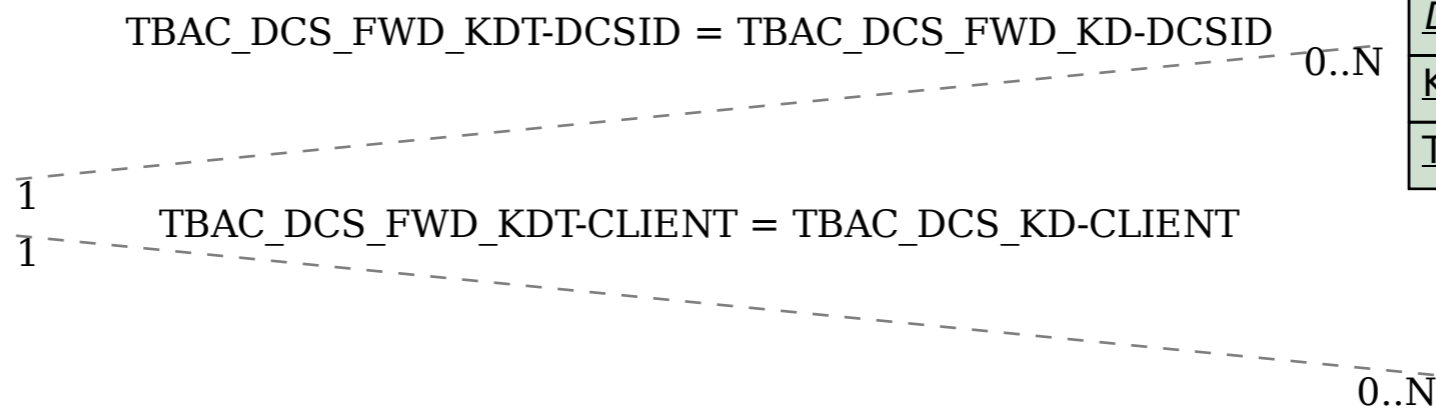 TBAC_DCS_FWD_KDT-DCSID = TBAC_DCS_FWD_KD-DCSID
0..N
1
TBAC_DCS_FWD_KDT-CLIENT = TBAC_DCS_KD-CLIENT
1
0..N